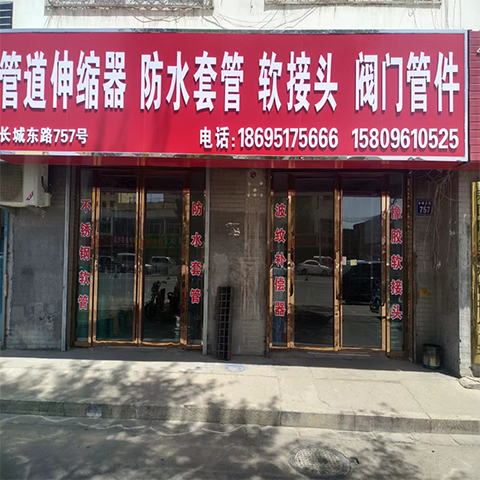 管道伸缩器 防水套管 软接头 阀门管件
长城东路757号 电话:18695175666 15809610525
不锈钢软管
防水套管
波纹补偿器
橡胶软接头
757